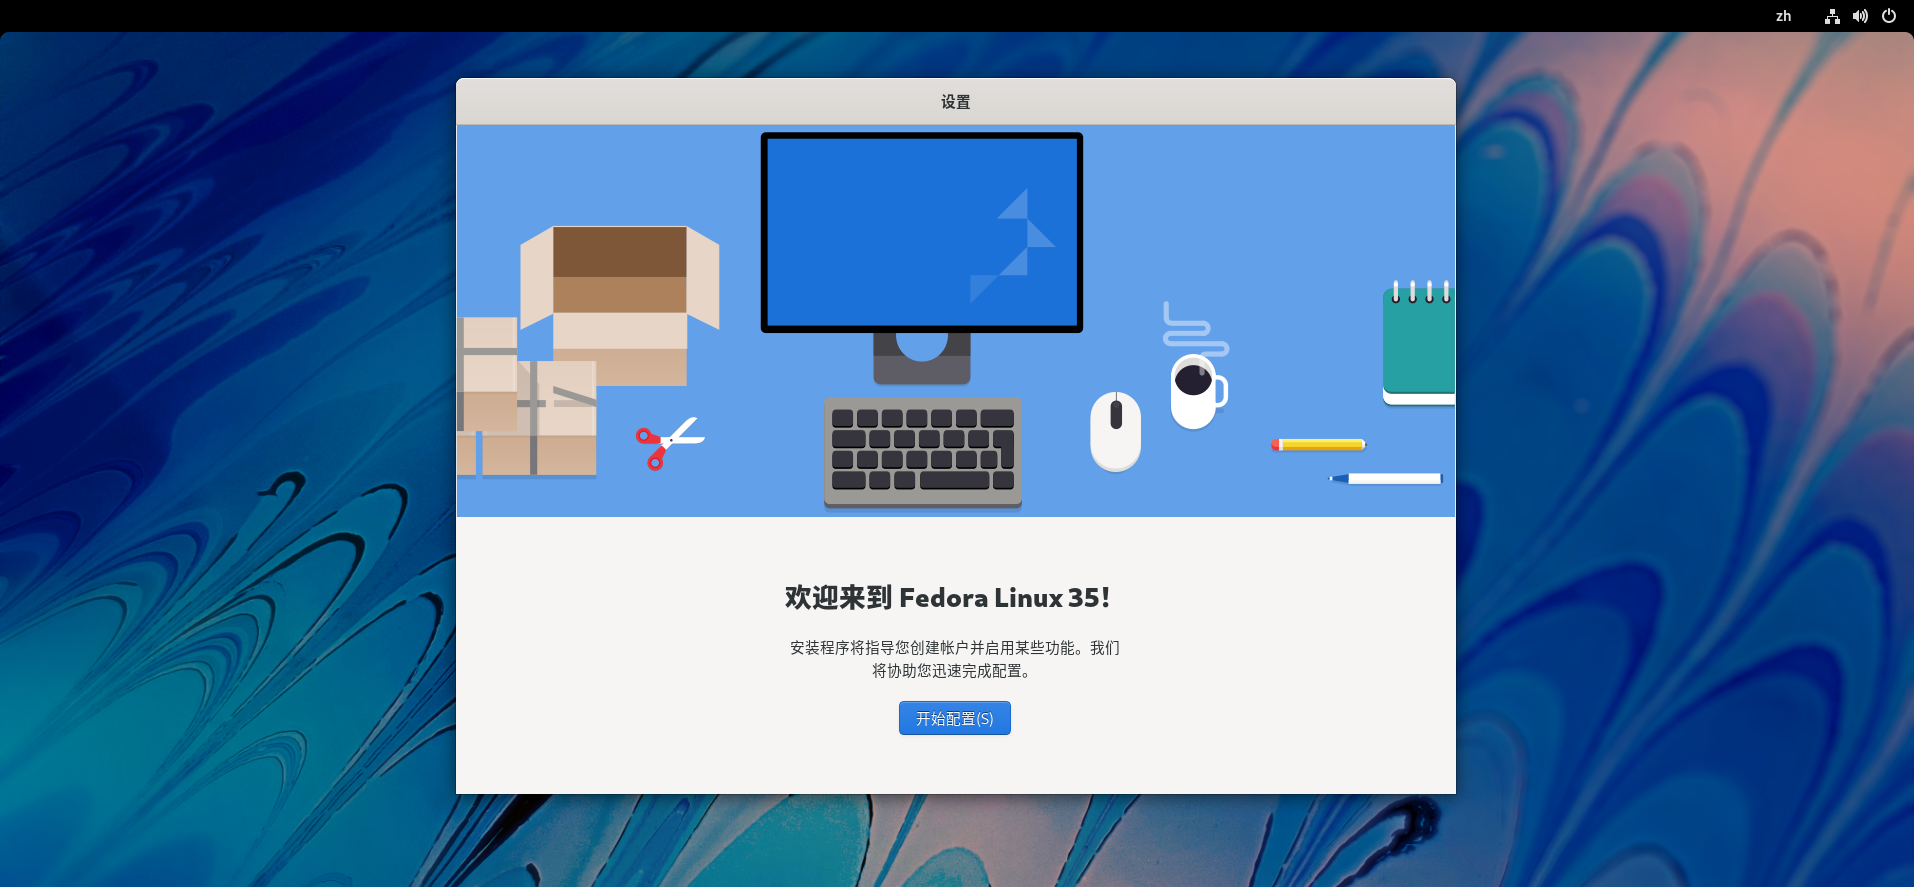 zh
设置
欢迎来到 Fedora Linux 35!
安装程序将指导您创建帐户并启用某些功能。我们
将协助您迅速完成配置。
开始配置(S)